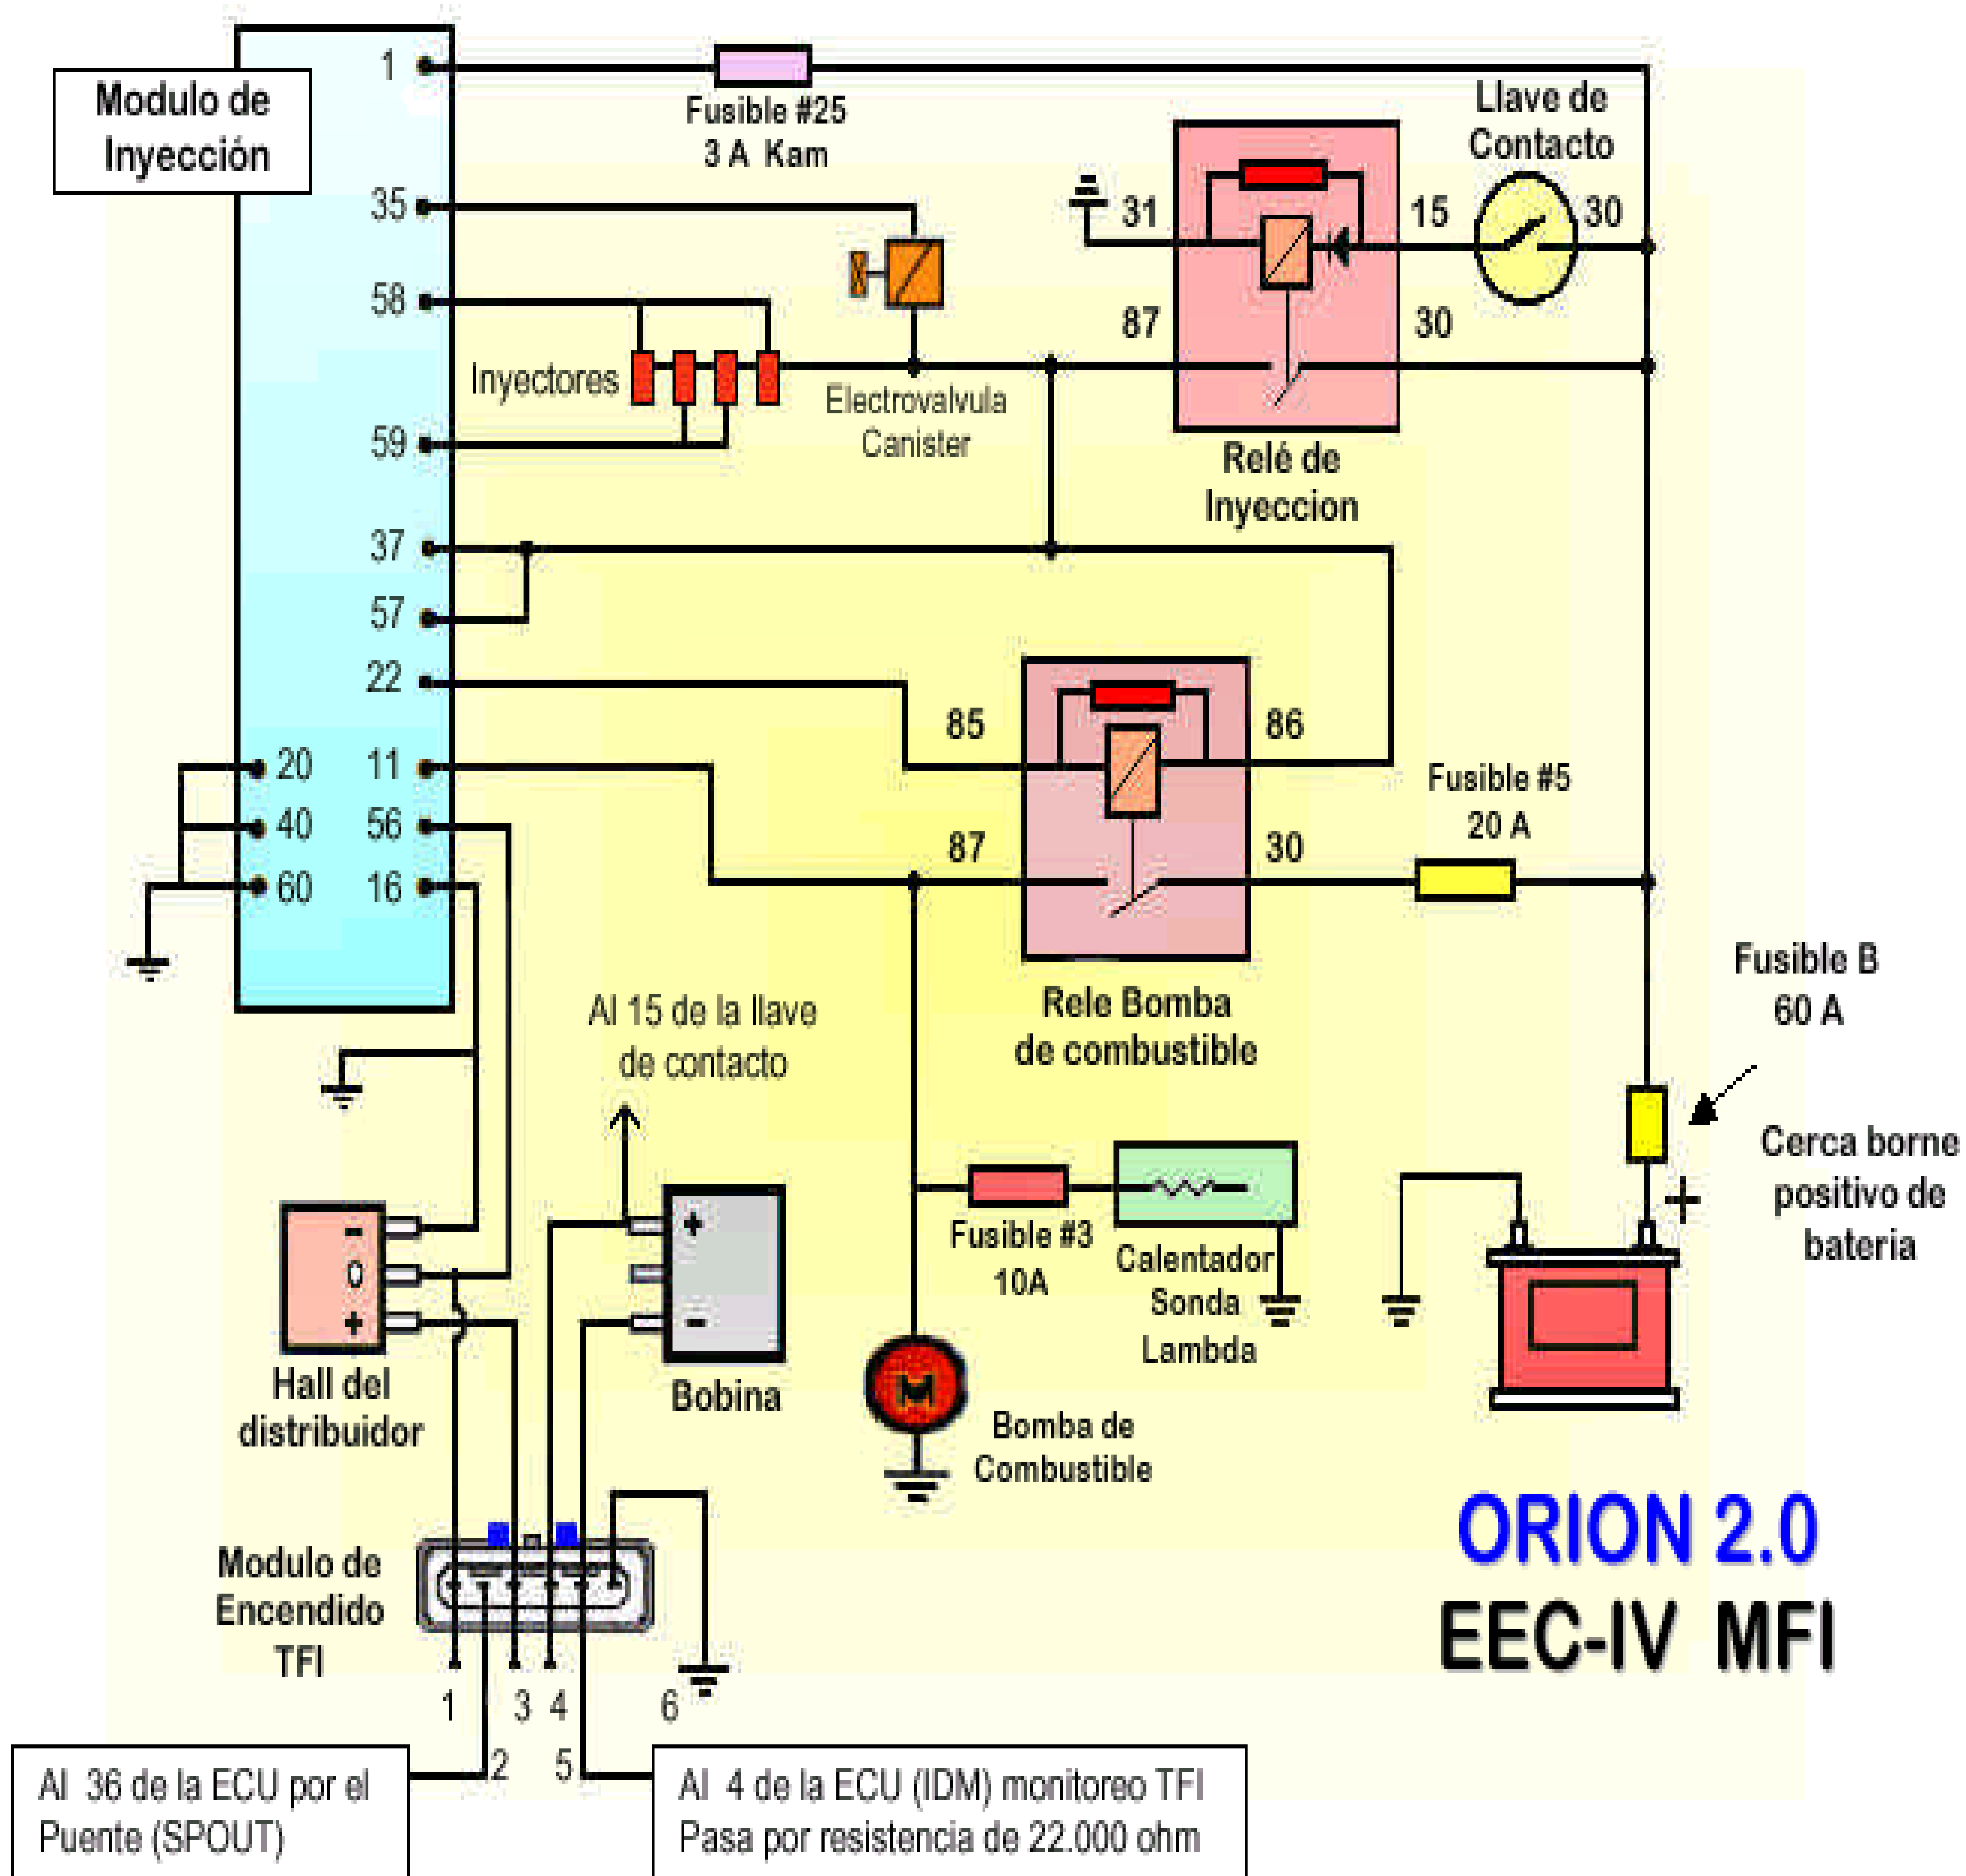 Modulo de
Inyección
1
35
58
59
37
57
22
20
11
40
56
60
16
Fusible #25
3 A Kam
Llave de
Contacto
31
15
30
87
30
Relé de
Inyeccion
Inyectores
Electrovalvula
Canister
85
86
87
30
Rele Bomba
de combustible
Fusible #5
20 A
Fusible B
60 A
Cerca borne
positivo de
bateria
+
Al 15 de la llave
de contacto
-
0
+
Hall del
distribuidor
+
-
Bobina
Fusible #3
10A
Calentador
Sonda
Lambda
M
Bomba de
Combustible
Modulo de
Encendido
TFI
1
2
3
4
5
6
Al 36 de la ECU por el
Puente (SPOUT)
Al 4 de la ECU (IDM) monitoreo TFI
Pasa por resistencia de 22.000 ohm
ORION 2.0
EEC-IV MFI